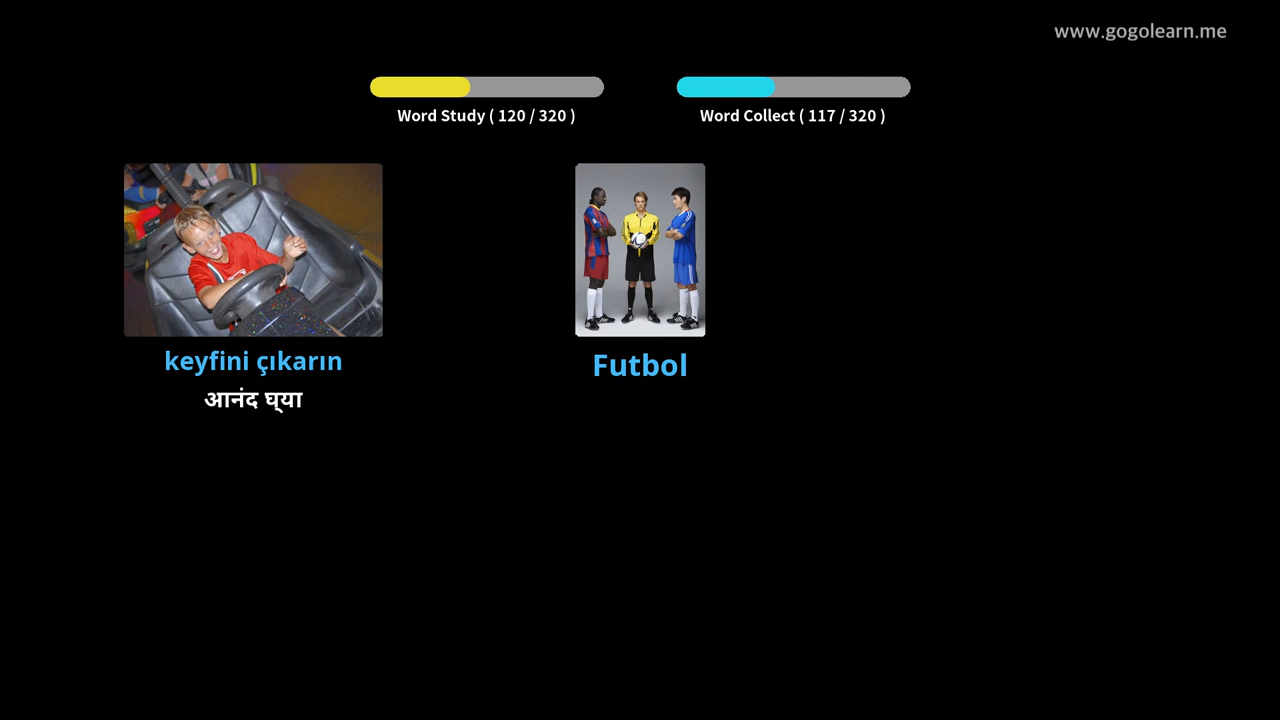 www.gogolearn.me
Word Study ( 120 / 320 )
Word Collect ( 117 / 320 )
keyfini çıkarın
आनंद घ्या
Futbol